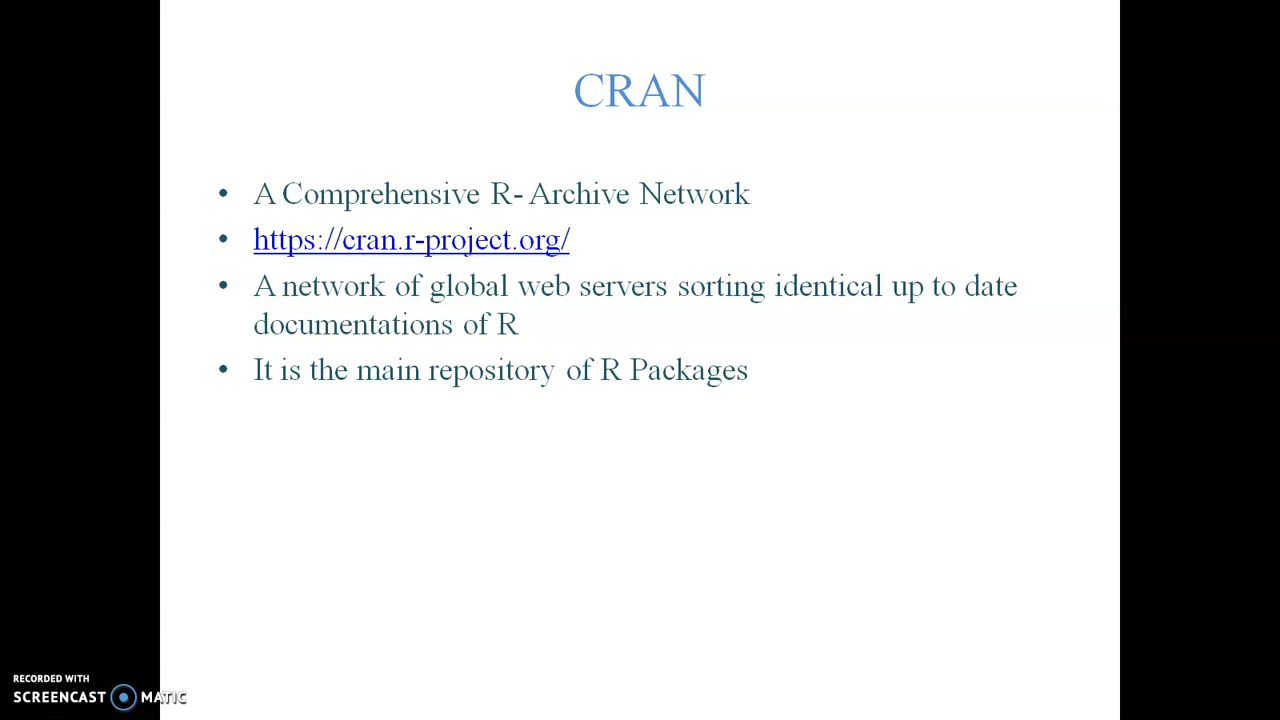 CRAN
• A Comprehensive R- Archive Network
• https://cran.r-project.org/
• A network of global web servers sorting identical up to date
documentations of R
• It is the main repository of R Packages
RECORDED WITH
SCREENCAST MATIC